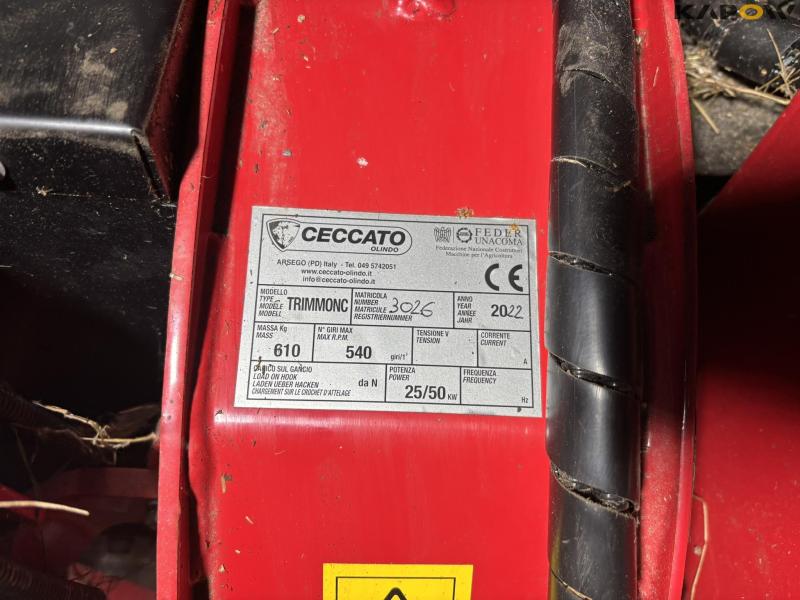 KARON
CECCATO
OLINDO
FEDER
UNACOMA
Federazione Nazionale Costruttori
Macchine per l'Agricoltura
ARSEGO (PD) Italy - Tel. 049 5742051
www.ceccato-olindo.it
info@ceccato-olindo.it
CE
MODELLO
TYPE
MODÈLE
MODELL
TRIMMONC
MATRICOLA
NUMBER
MATRICULE
REGISTRIERNUMMER
3026
ANNO
YEAR
ANNÉE
JAHR
2022
MASSA Kg
MASS
610
N° GIRI MAX
MAX R.P.M.
540
giri/1'
TENSIONE V
TENSION
CORRENTE
CURRENT
A
CARICO SUL GANCIO
LOAD ON HOOK
LADEN UEBER HACKEN
CHARGEMENT SUR LE CROCHET D'ATTELAGE
da N
POTENZA
POWER
25/50 KW
FREQUENZA
FREQUENCY
Hz